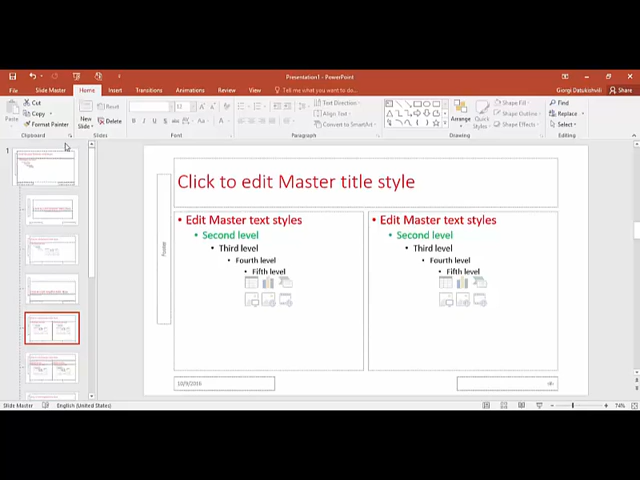 Presentation1 - PowerPoint
File Slide Master Home Insert Transitions Animations Review View Tell me what you want to do... Giorgi Datukishvili Share
Cut
Copy
Format Painter
Paste
Clipboard
New
Slide
Reset
Delete
Slides
Font
Text Direction
Align Text
Convert to SmartArt
Paragraph
Arrange
Quick
Styles
Shape Fill
Shape Outline
Shape Effects
Drawing
Find
Replace
Select
Editing
1
Click to edit Master title style
Footer
Edit Master text styles
Second level
Third level
Fourth level
Fifth level
Edit Master text styles
Second level
Third level
Fourth level
Fifth level
10/9/2016
‹#›
Slide Master English (United States) 74%